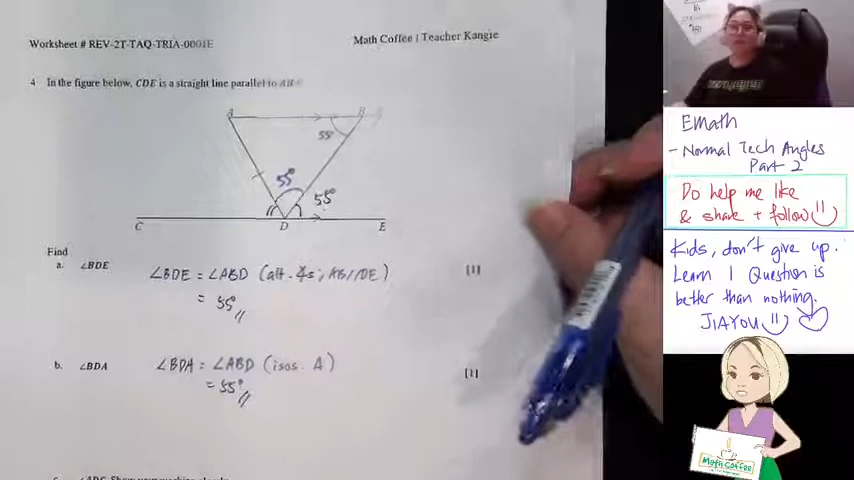 Worksheet # REV-2T-TAQ-TRIA-0001E
Math Coffee | Teacher Kangie
4 In the figure below, CDE is a straight line parallel to AB
A
B
55°
55°
55°
C
D
E
Find
a. ∠BDE
∠BDE = ∠ABD (alt. ∠s, AB//DE)
= 55°
[1]
b. ∠BDA
∠BDA = ∠ABD (isos. Δ)
= 55°
[1]
EMath
- Normal Tech Angles
Part 2
Do help me like
& share + follow
Kids, don't give up.
Learn 1 Question is
better than nothing.
JIAYOU
Math Coffee